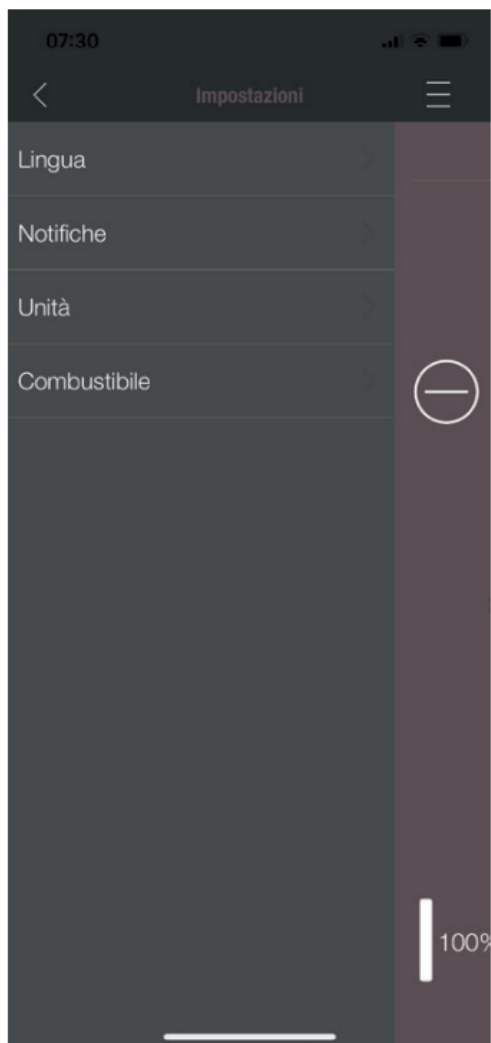 07:30
Impostazioni
Lingua
Notifiche
Unità
Combustibile
100%